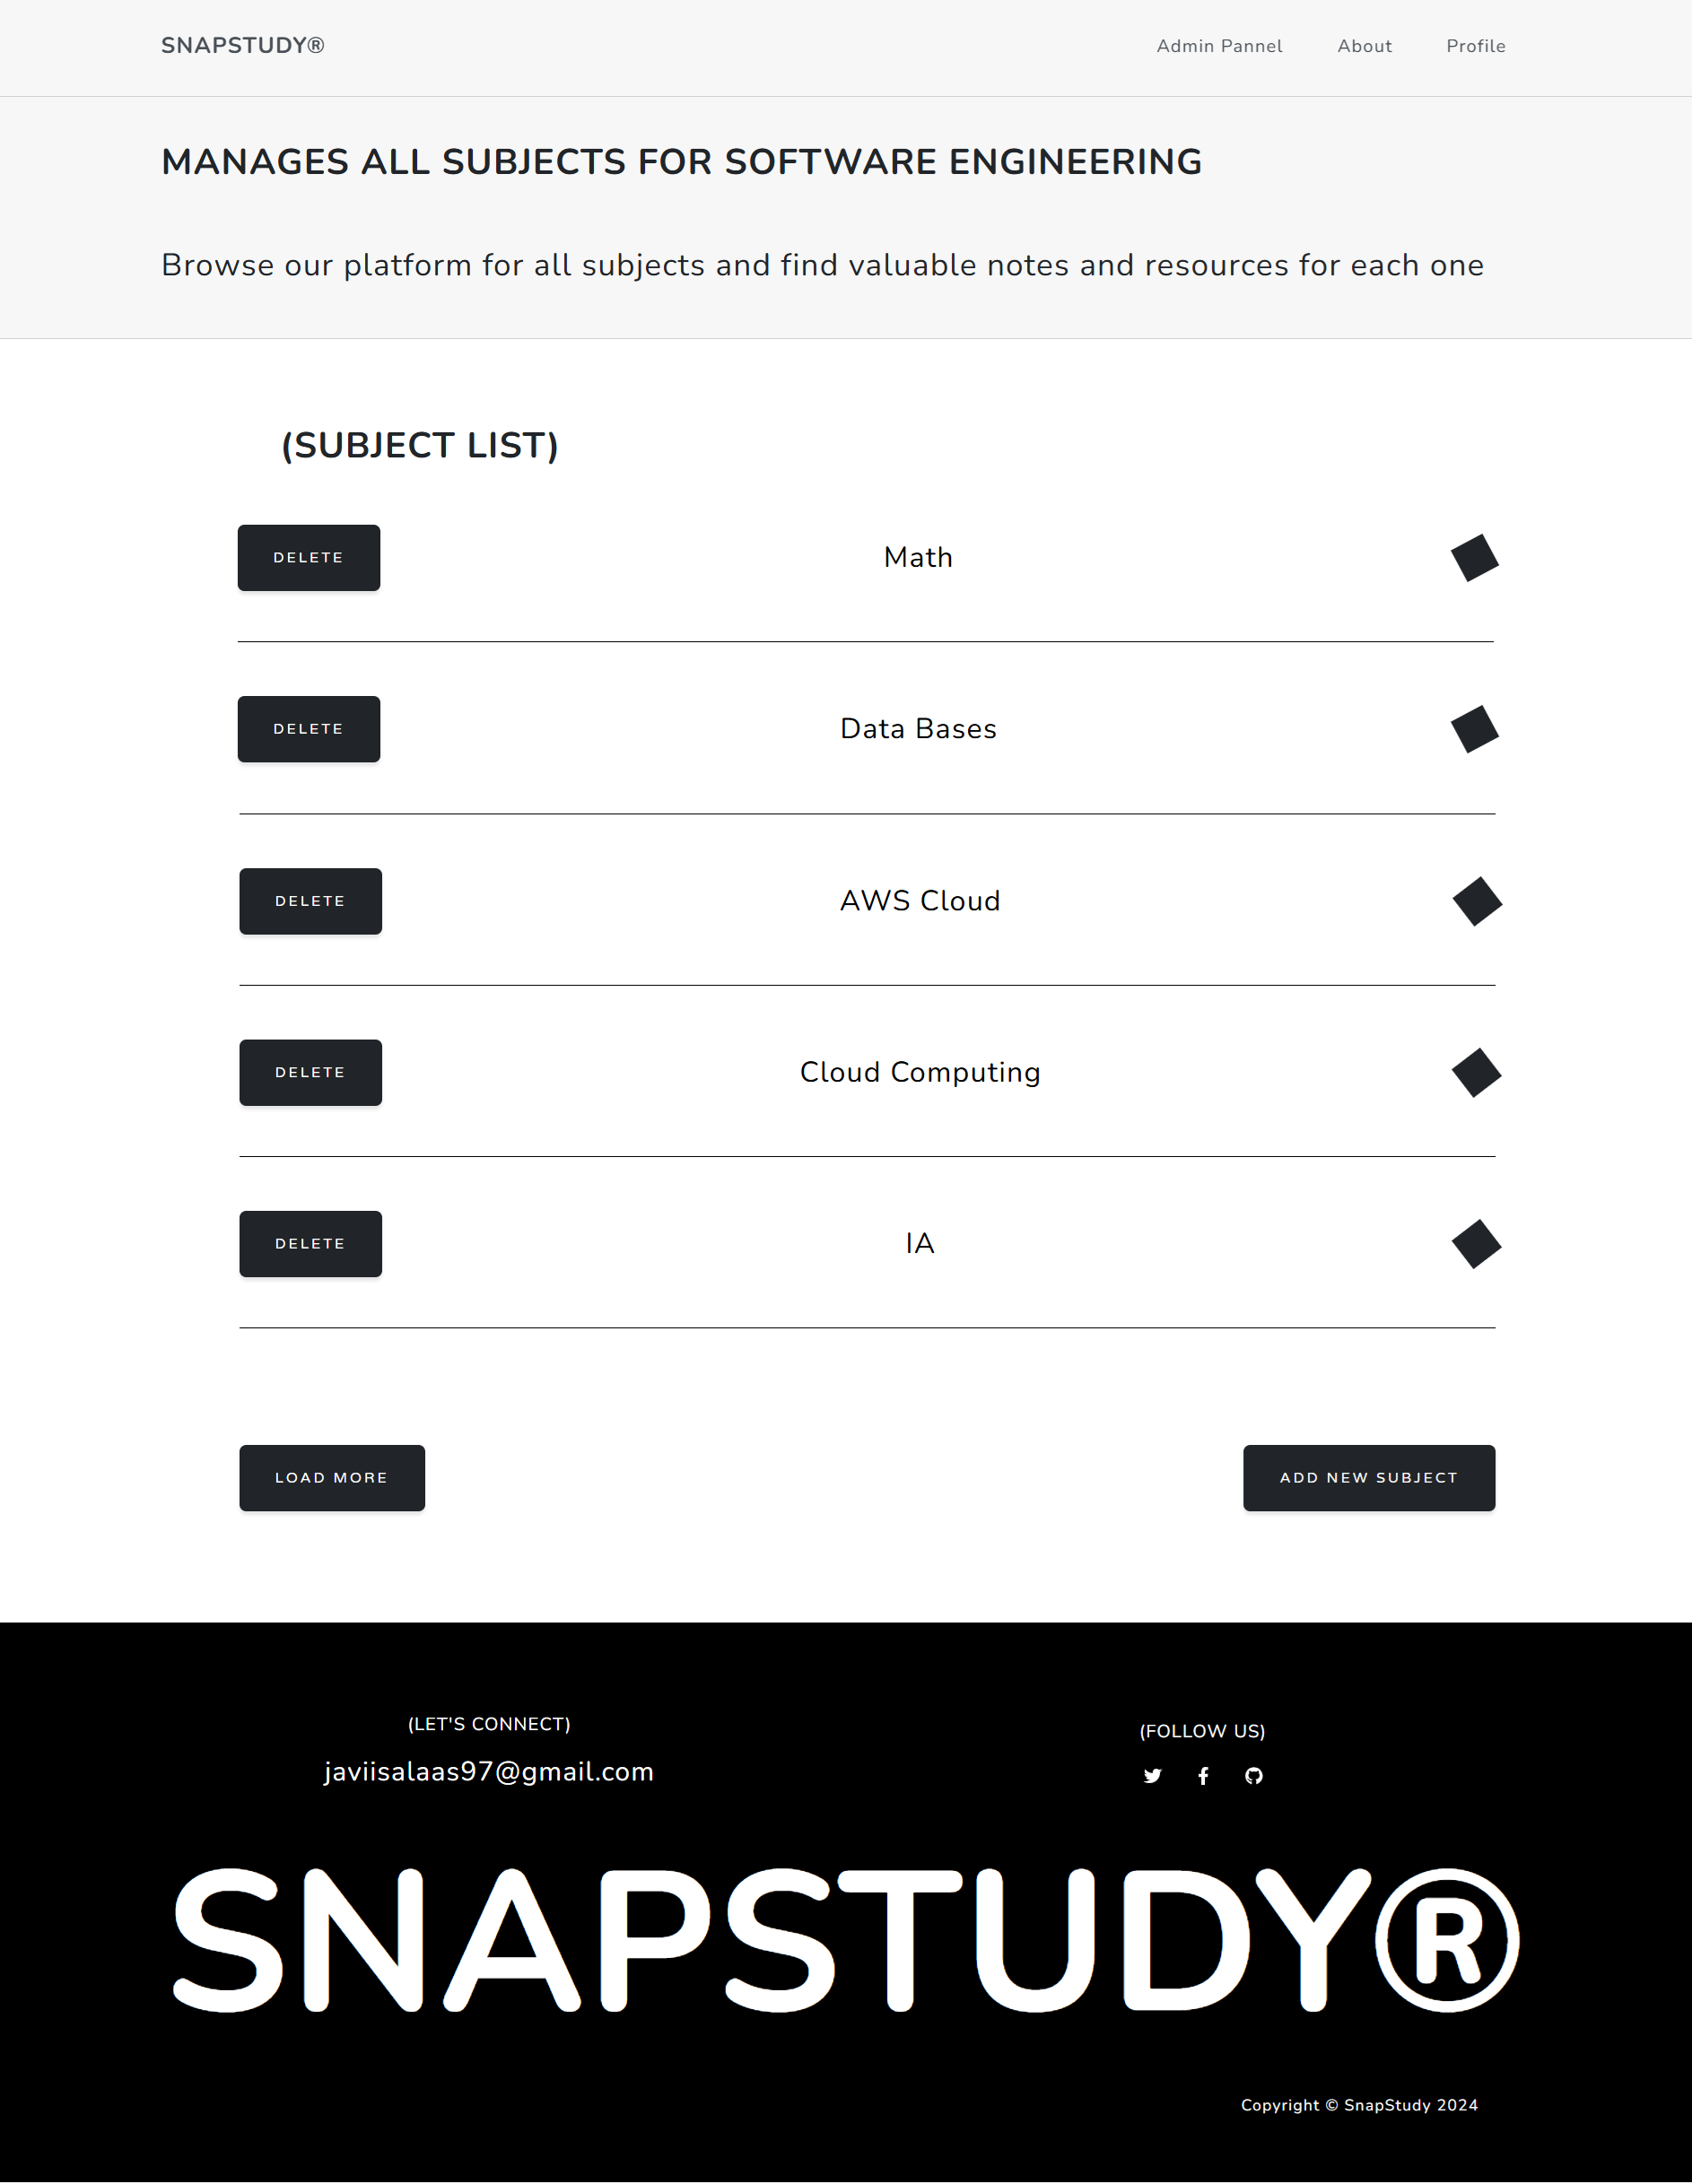 SNAPSTUDY®
Admin Pannel About Profile
MANAGES ALL SUBJECTS FOR SOFTWARE ENGINEERING
Browse our platform for all subjects and find valuable notes and resources for each one
(SUBJECT LIST)
DELETE Math
DELETE Data Bases
DELETE AWS Cloud
DELETE Cloud Computing
DELETE IA
LOAD MORE ADD NEW SUBJECT
(LET'S CONNECT)
javiisalaas97@gmail.com
(FOLLOW US)
SNAPSTUDY®
Copyright © SnapStudy 2024